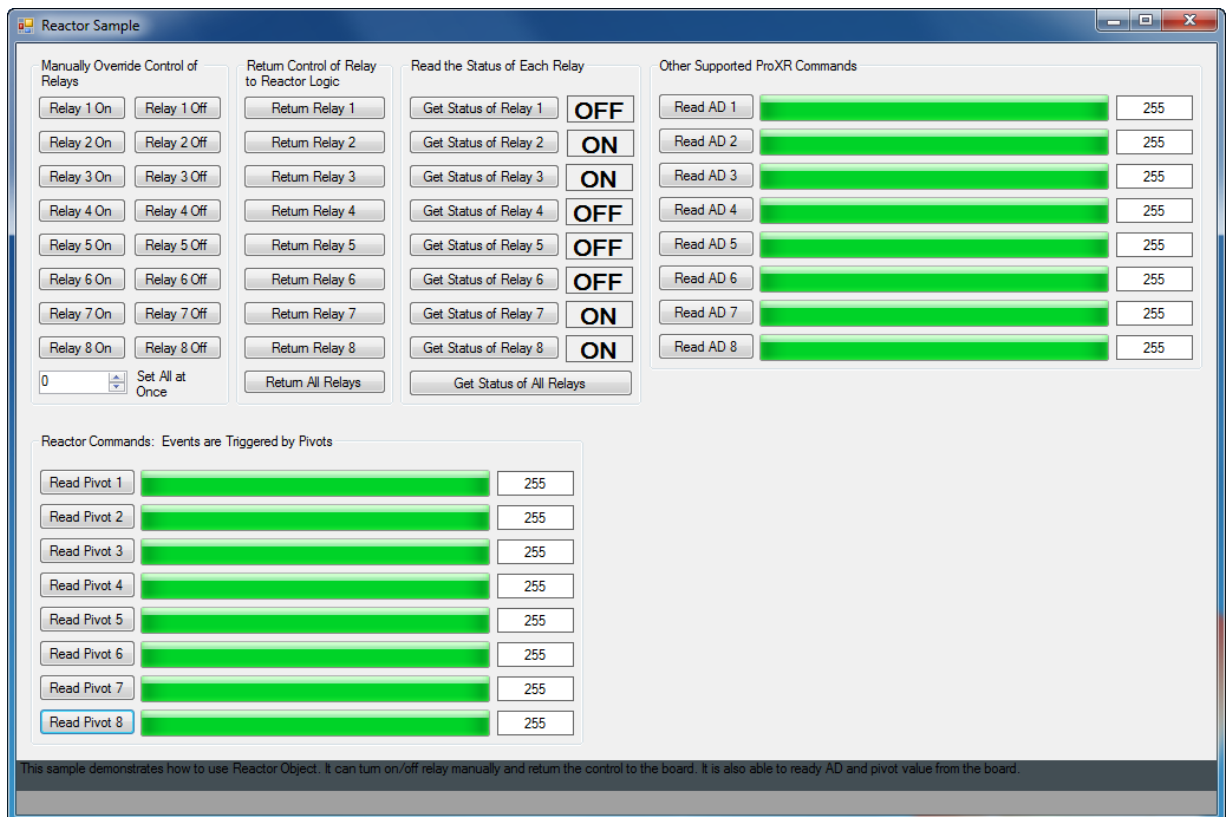 Reactor Sample
Manually Override Control of
Relays
Relay 1 On Relay 1 Off
Relay 2 On Relay 2 Off
Relay 3 On Relay 3 Off
Relay 4 On Relay 4 Off
Relay 5 On Relay 5 Off
Relay 6 On Relay 6 Off
Relay 7 On Relay 7 Off
Relay 8 On Relay 8 Off
0 Set All at
Once
Return Control of Relay
to Reactor Logic
Return Relay 1
Return Relay 2
Return Relay 3
Return Relay 4
Return Relay 5
Return Relay 6
Return Relay 7
Return Relay 8
Return All Relays
Read the Status of Each Relay
Get Status of Relay 1 OFF
Get Status of Relay 2 ON
Get Status of Relay 3 ON
Get Status of Relay 4 OFF
Get Status of Relay 5 OFF
Get Status of Relay 6 OFF
Get Status of Relay 7 ON
Get Status of Relay 8 ON
Get Status of All Relays
Other Supported ProXR Commands
Read AD 1 255
Read AD 2 255
Read AD 3 255
Read AD 4 255
Read AD 5 255
Read AD 6 255
Read AD 7 255
Read AD 8 255
Reactor Commands: Events are Triggered by Pivots
Read Pivot 1 255
Read Pivot 2 255
Read Pivot 3 255
Read Pivot 4 255
Read Pivot 5 255
Read Pivot 6 255
Read Pivot 7 255
Read Pivot 8 255
This sample demonstrates how to use Reactor Object. It can turn on/off relay manually and return the control to the board. It is also able to ready AD and pivot value from the board.